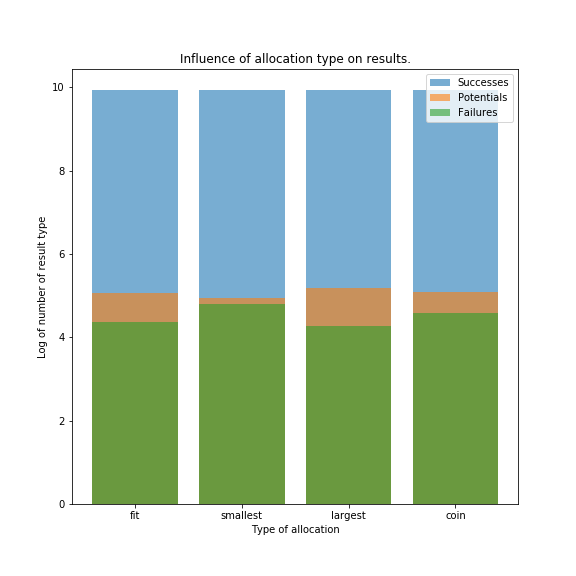 Influence of allocation type on results.
Successes
Potentials
Failures
Log of number of result type
10
8
6
4
2
0
fit smallest largest coin
Type of allocation